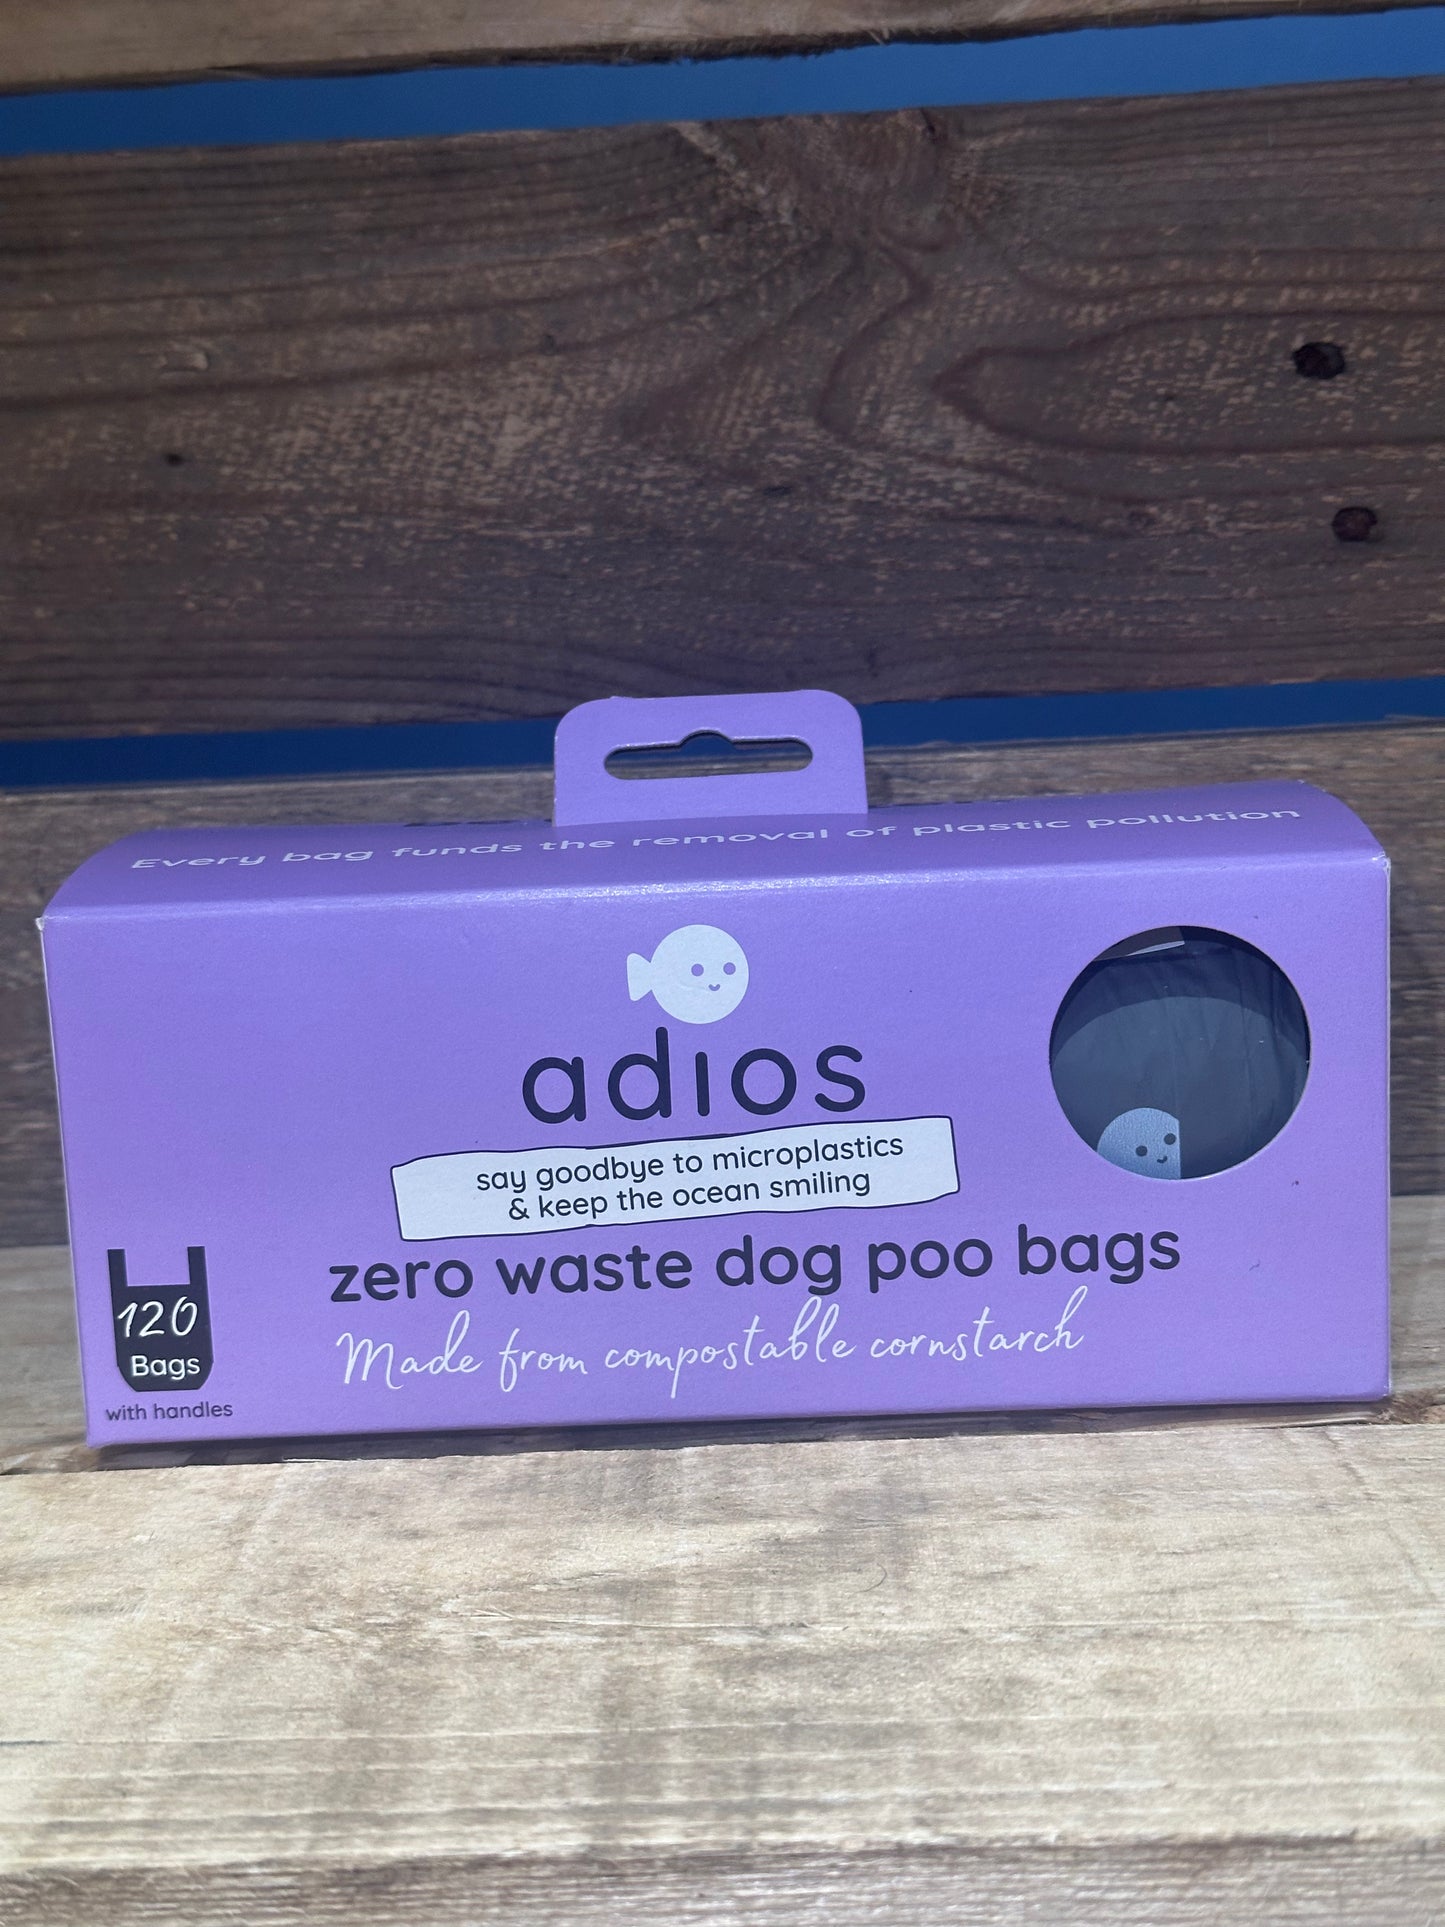 Every bag funds the removal of plastic pollution
adios
say goodbye to microplastics
& keep the ocean smiling
zero waste dog poo bags
Made from compostable cornstarch
120
Bags
with handles